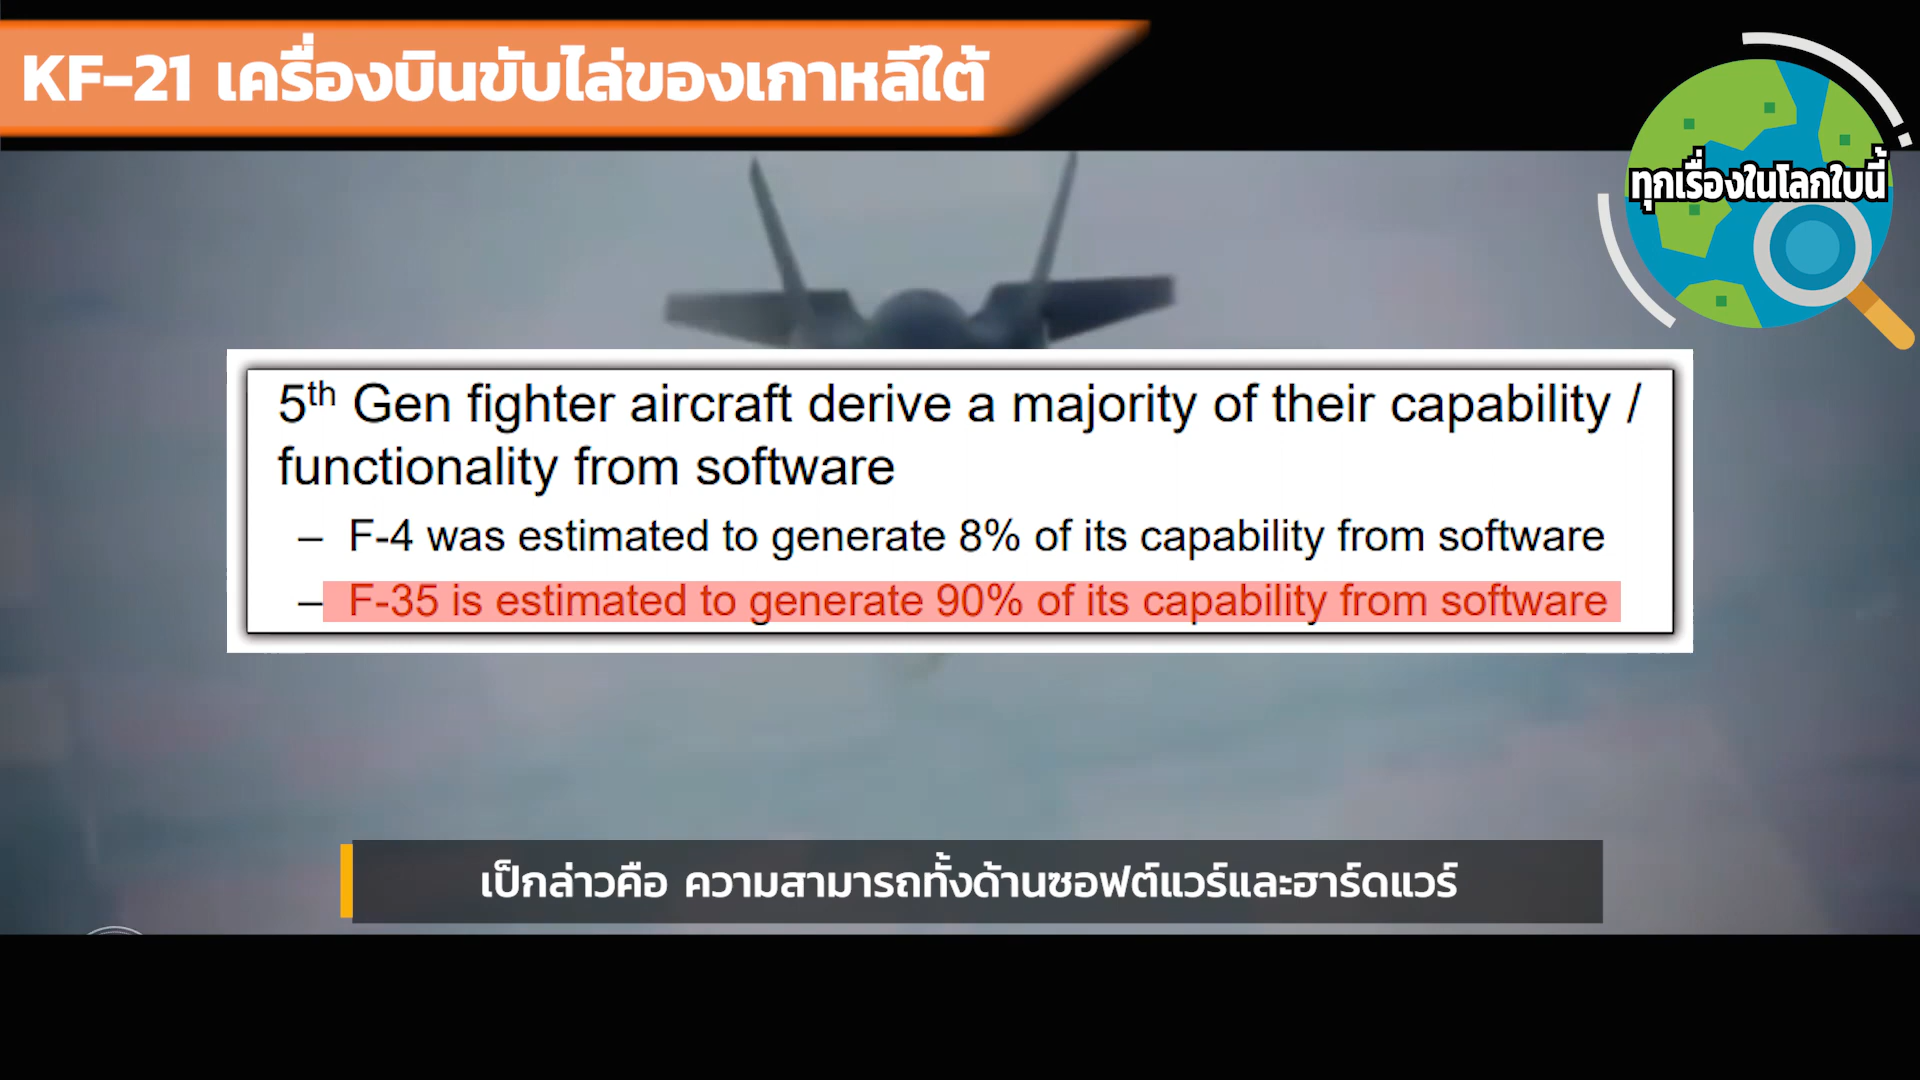 KF-21 เครื่องบินขับไล่ของเกาหลีใต้
ทุกเรื่องในโลกใบนี้
5th Gen fighter aircraft derive a majority of their capability /
functionality from software
– F-4 was estimated to generate 8% of its capability from software
– F-35 is estimated to generate 90% of its capability from software
เป็กล่าวคือ ความสามารถทั้งด้านซอฟต์แวร์และฮาร์ดแวร์